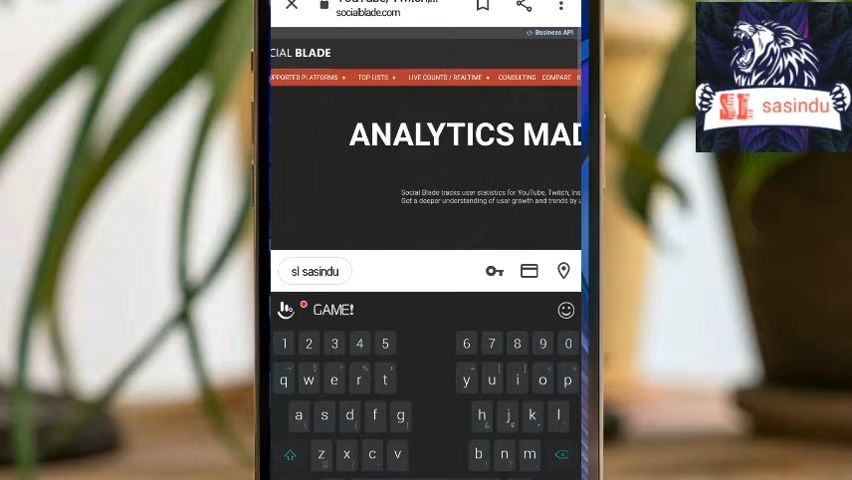 socialblade.com
Business API
CIAL BLADE
PPORTED PLATFORMS TOP LISTS LIVE COUNTS / REALTIME CONSULTING COMPARE
ANALYTICS MAD
Social Blade tracks user statistics for YouTube, Twitch, Ins
Get a deeper understanding of user growth and trends by u
sl sasindu
GAME!
1 2 3 4 5 6 7 8 9 0
q w e r t y u i o p
a s d f g h j k l
z x c v b n m
SL sasindu